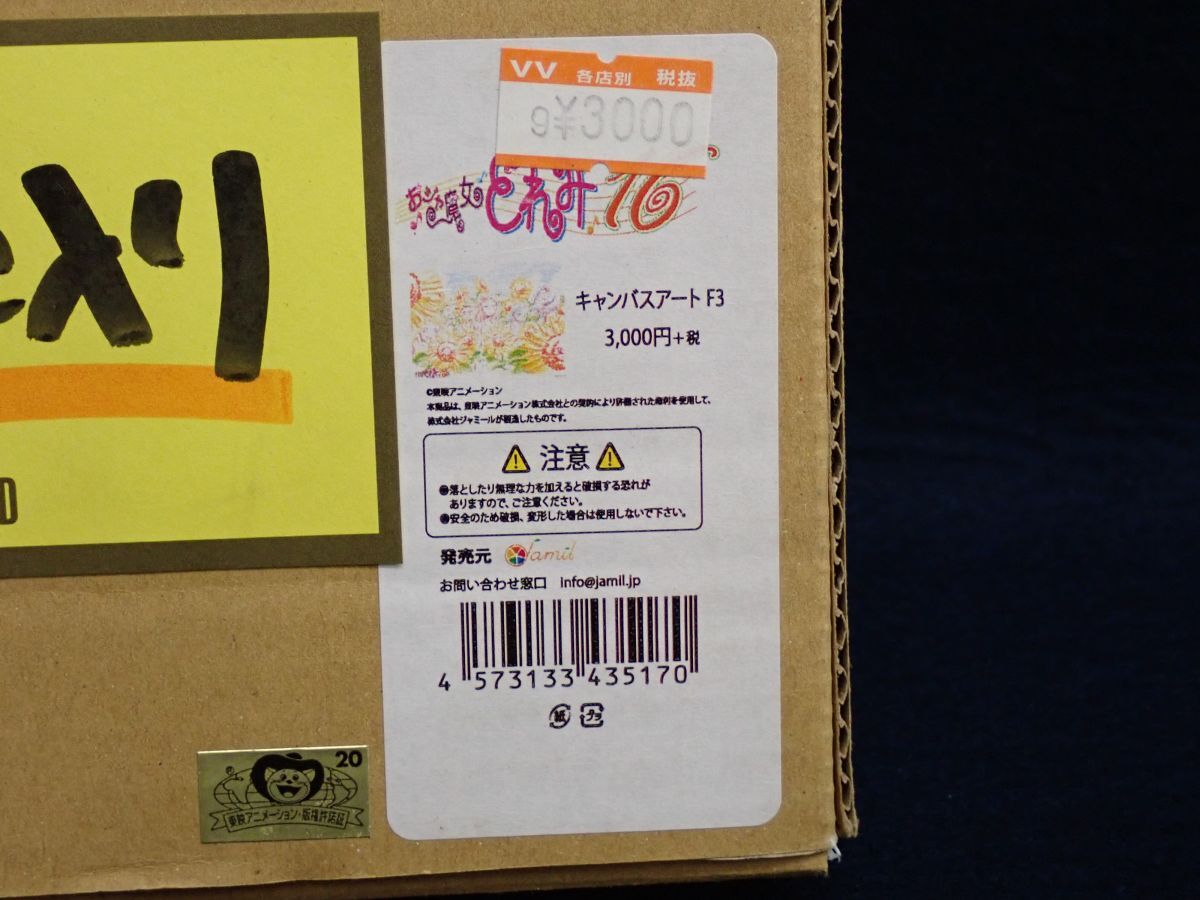 VV 各店別 税抜
9¥3000
おジャ魔女どれみ16
キャンバスアート F3
3,000円+税
©東映アニメーション
本商品は、東映アニメーション株式会社との契約により許諾された権利を使用して、
株式会社ジャミールが製造したものです。
注意
●落としたり無理な力を加えると破損する恐れが
ありますので、ご注意ください。
●安全のため破損、変形した場合は使用しないで下さい。
発売元 Jamil
お問い合わせ窓口 info@jamil.jp
4 573133 435170
紙 プラ
D
20
東映アニメーション・版権許諾証